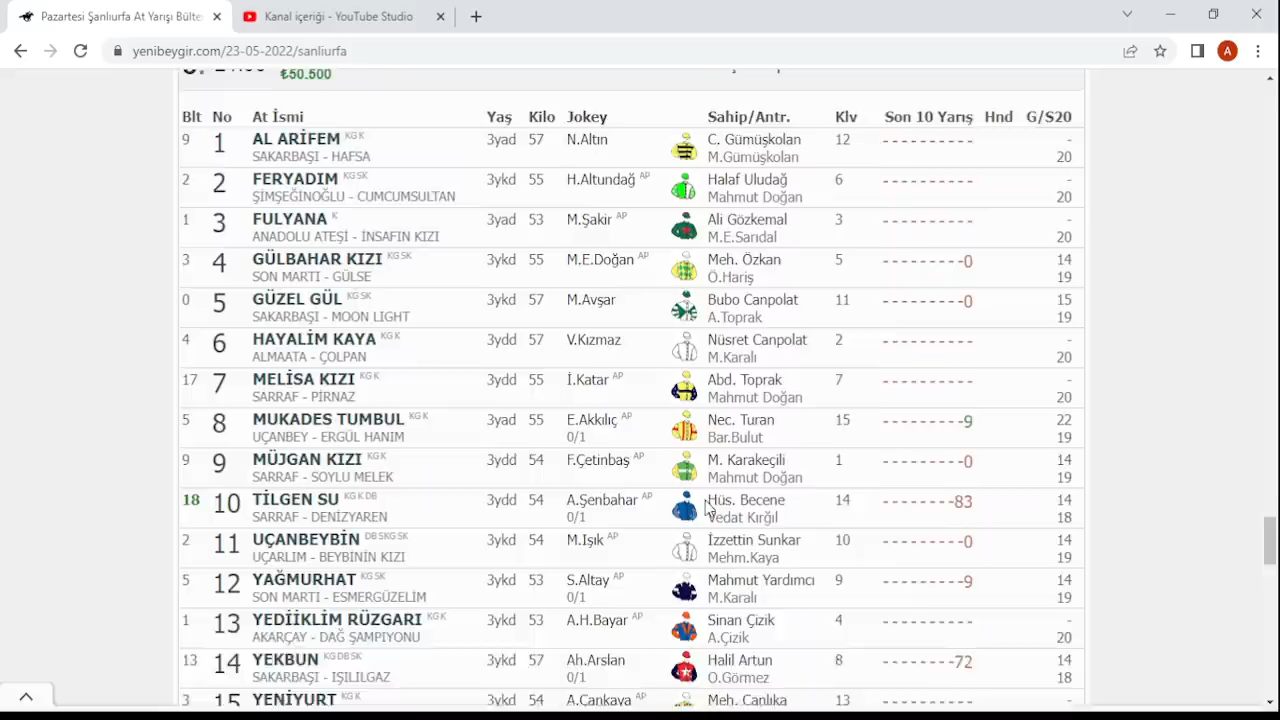 Pazartesi Şanlıurfa At Yarışı Bülte
Kanal içeriği - YouTube Studio
yenibeygir.com/23-05-2022/sanliurfa
A
₺50.500
Blt No At İsmi Yaş Kilo Jokey Sahip/Antr. Klv Son 10 Yarış Hnd G/S20
9 1 AL ARİFEM KG K 3yad 57 N.Altın C. Gümüşkolan 12 ---------- -
SAKARBAŞI - HAFSA M.Gümüşkolan 20
2 2 FERYADIM KG SK 3ykd 55 H.Altundağ AP Halaf Uludağ 6 ---------- -
ŞİMŞEĞİNOĞLU - CUMCUMSULTAN Mahmut Doğan 20
1 3 FULYANA K 3yad 53 M.Şakir AP Ali Gözkemal 3 ---------- -
ANADOLU ATEŞİ - İNSAFIN KIZI M.E.Sarıdal 20
3 4 GÜLBAHAR KIZI KG SK 3ykd 55 M.E.Doğan AP Meh. Özkan 5 ---------0 14
SON MARTI - GÜLSE Ö.Hariş 19
0 5 GÜZEL GÜL KG SK 3ykd 57 M.Avşar Bubo Canpolat 11 ---------0 15
SAKARBAŞI - MOON LIGHT A.Toprak 19
4 6 HAYALİM KAYA KG K 3ydd 57 V.Kızmaz Nüsret Canpolat 2 ---------- -
ALMAATA - ÇOLPAN M.Karalı 20
17 7 MELİSA KIZI KG K 3ydd 55 İ.Katar AP Abd. Toprak 7 ---------- -
SARRAF - PİRNAZ Mahmut Doğan 20
5 8 MUKADES TUMBUL KG K 3yad 55 E.Akkılıç AP Nec. Turan 15 ---------9 22
UÇANBEY - ERGÜL HANIM 0/1 Bar.Bulut 19
9 9 MÜJGAN KIZI KG K 3ydd 54 F.Çetinbaş AP M. Karakeçili 1 ---------0 14
SARRAF - SOYLU MELEK Mahmut Doğan 19
18 10 TİLGEN SU KG K DB 3ydd 54 A.Şenbahar AP Hüs. Becene 14 --------83 14
SARRAF - DENİZYAREN 0/1 Vedat Kırğıl 18
2 11 UÇANBEYBİN DB SKG SK 3ykd 54 M.Işık AP İzzettin Sunkar 10 ---------0 14
UÇARLIM - BEYBİNİN KIZI Mehm.Kaya 19
5 12 YAĞMURHAT KG SK 3ykd 53 S.Altay AP Mahmut Yardımcı 9 ---------9 14
SON MARTI - ESMERGÜZELİM 0/1 M.Karalı 19
1 13 YEDİİKLİM RÜZGARI KG K 3ykd 53 A.H.Bayar AP Sinan Çizik 4 ---------- -
AKARÇAY - DAĞ ŞAMPİYONU A.Çizik 20
13 14 YEKBUN KG DB SK 3ykd 57 Ah.Arslan Halil Artun 8 --------72 14
SAKARBAŞI - IŞILILGAZ 0/1 O.Görmez 18
3 15 YENİYURT KG K 3ydd 54 A.Çankaya AP Meh. Canlıka 13 ---------- -